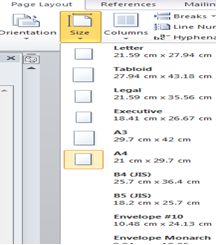 Page Layout References Mailin
Orientation Size Columns Breaks
Line Num
Hyphena
Letter
21.59 cm x 27.94 cm
Tabloid
27.94 cm x 43.18 cm
Legal
21.59 cm x 35.56 cm
Executive
18.41 cm x 26.67 cm
A3
29.7 cm x 42 cm
A4
21 cm x 29.7 cm
B4 (JIS)
25.7 cm x 36.4 cm
B5 (JIS)
18.2 cm x 25.7 cm
Envelope #10
10.48 cm x 24.13 cm
Envelope Monarch